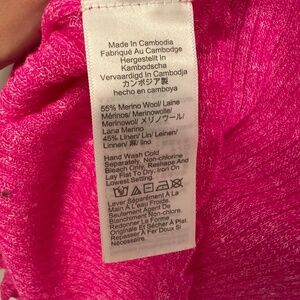 Made In Cambodia
Fabriqué Au Cambodge
Hergestellt In
Kambodscha
Vervaardigd In Cambodja
カンボジア製
hecho en camboya
55% Merino Wool/ Laine
Mérinos/ Merinowolle/
Merinowol/ メリノウール/
Lana Merino
45% Linen/ Lin/ Leinen/
Linnen/ 麻/ lino
Hand Wash Cold
Separately, Non-chlorine
Bleach Only, Reshape And
Lay Flat To Dry. Iron On
Lowest Setting.
Laver Séparément À La
Main À L'eau Froide.
Seulement Agent De
Blanchiment Non-chlore.
Redonner La Forme
Originale Et Sécher À Plat.
Repasser À Fer Doux Si
Nécessaire.